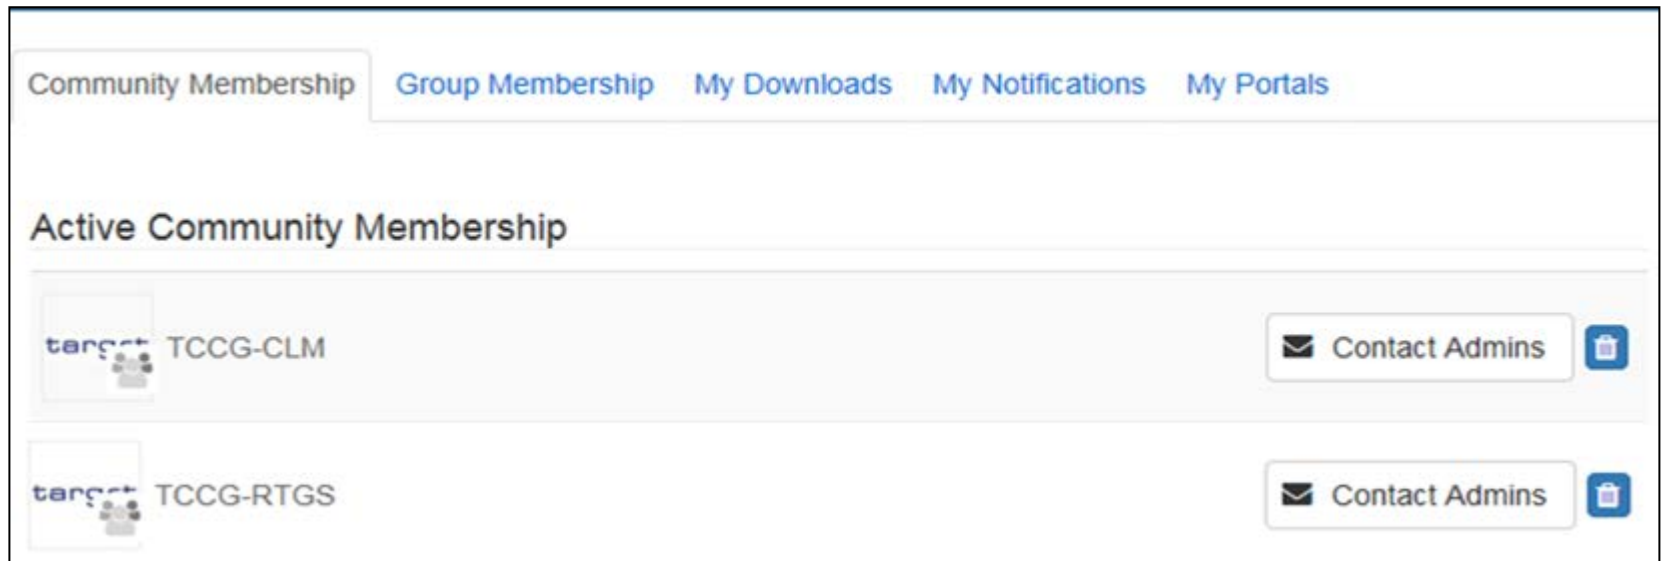 Community Membership Group Membership My Downloads My Notifications My Portals
Active Community Membership
TCCG-CLM Contact Admins
TCCG-RTGS Contact Admins